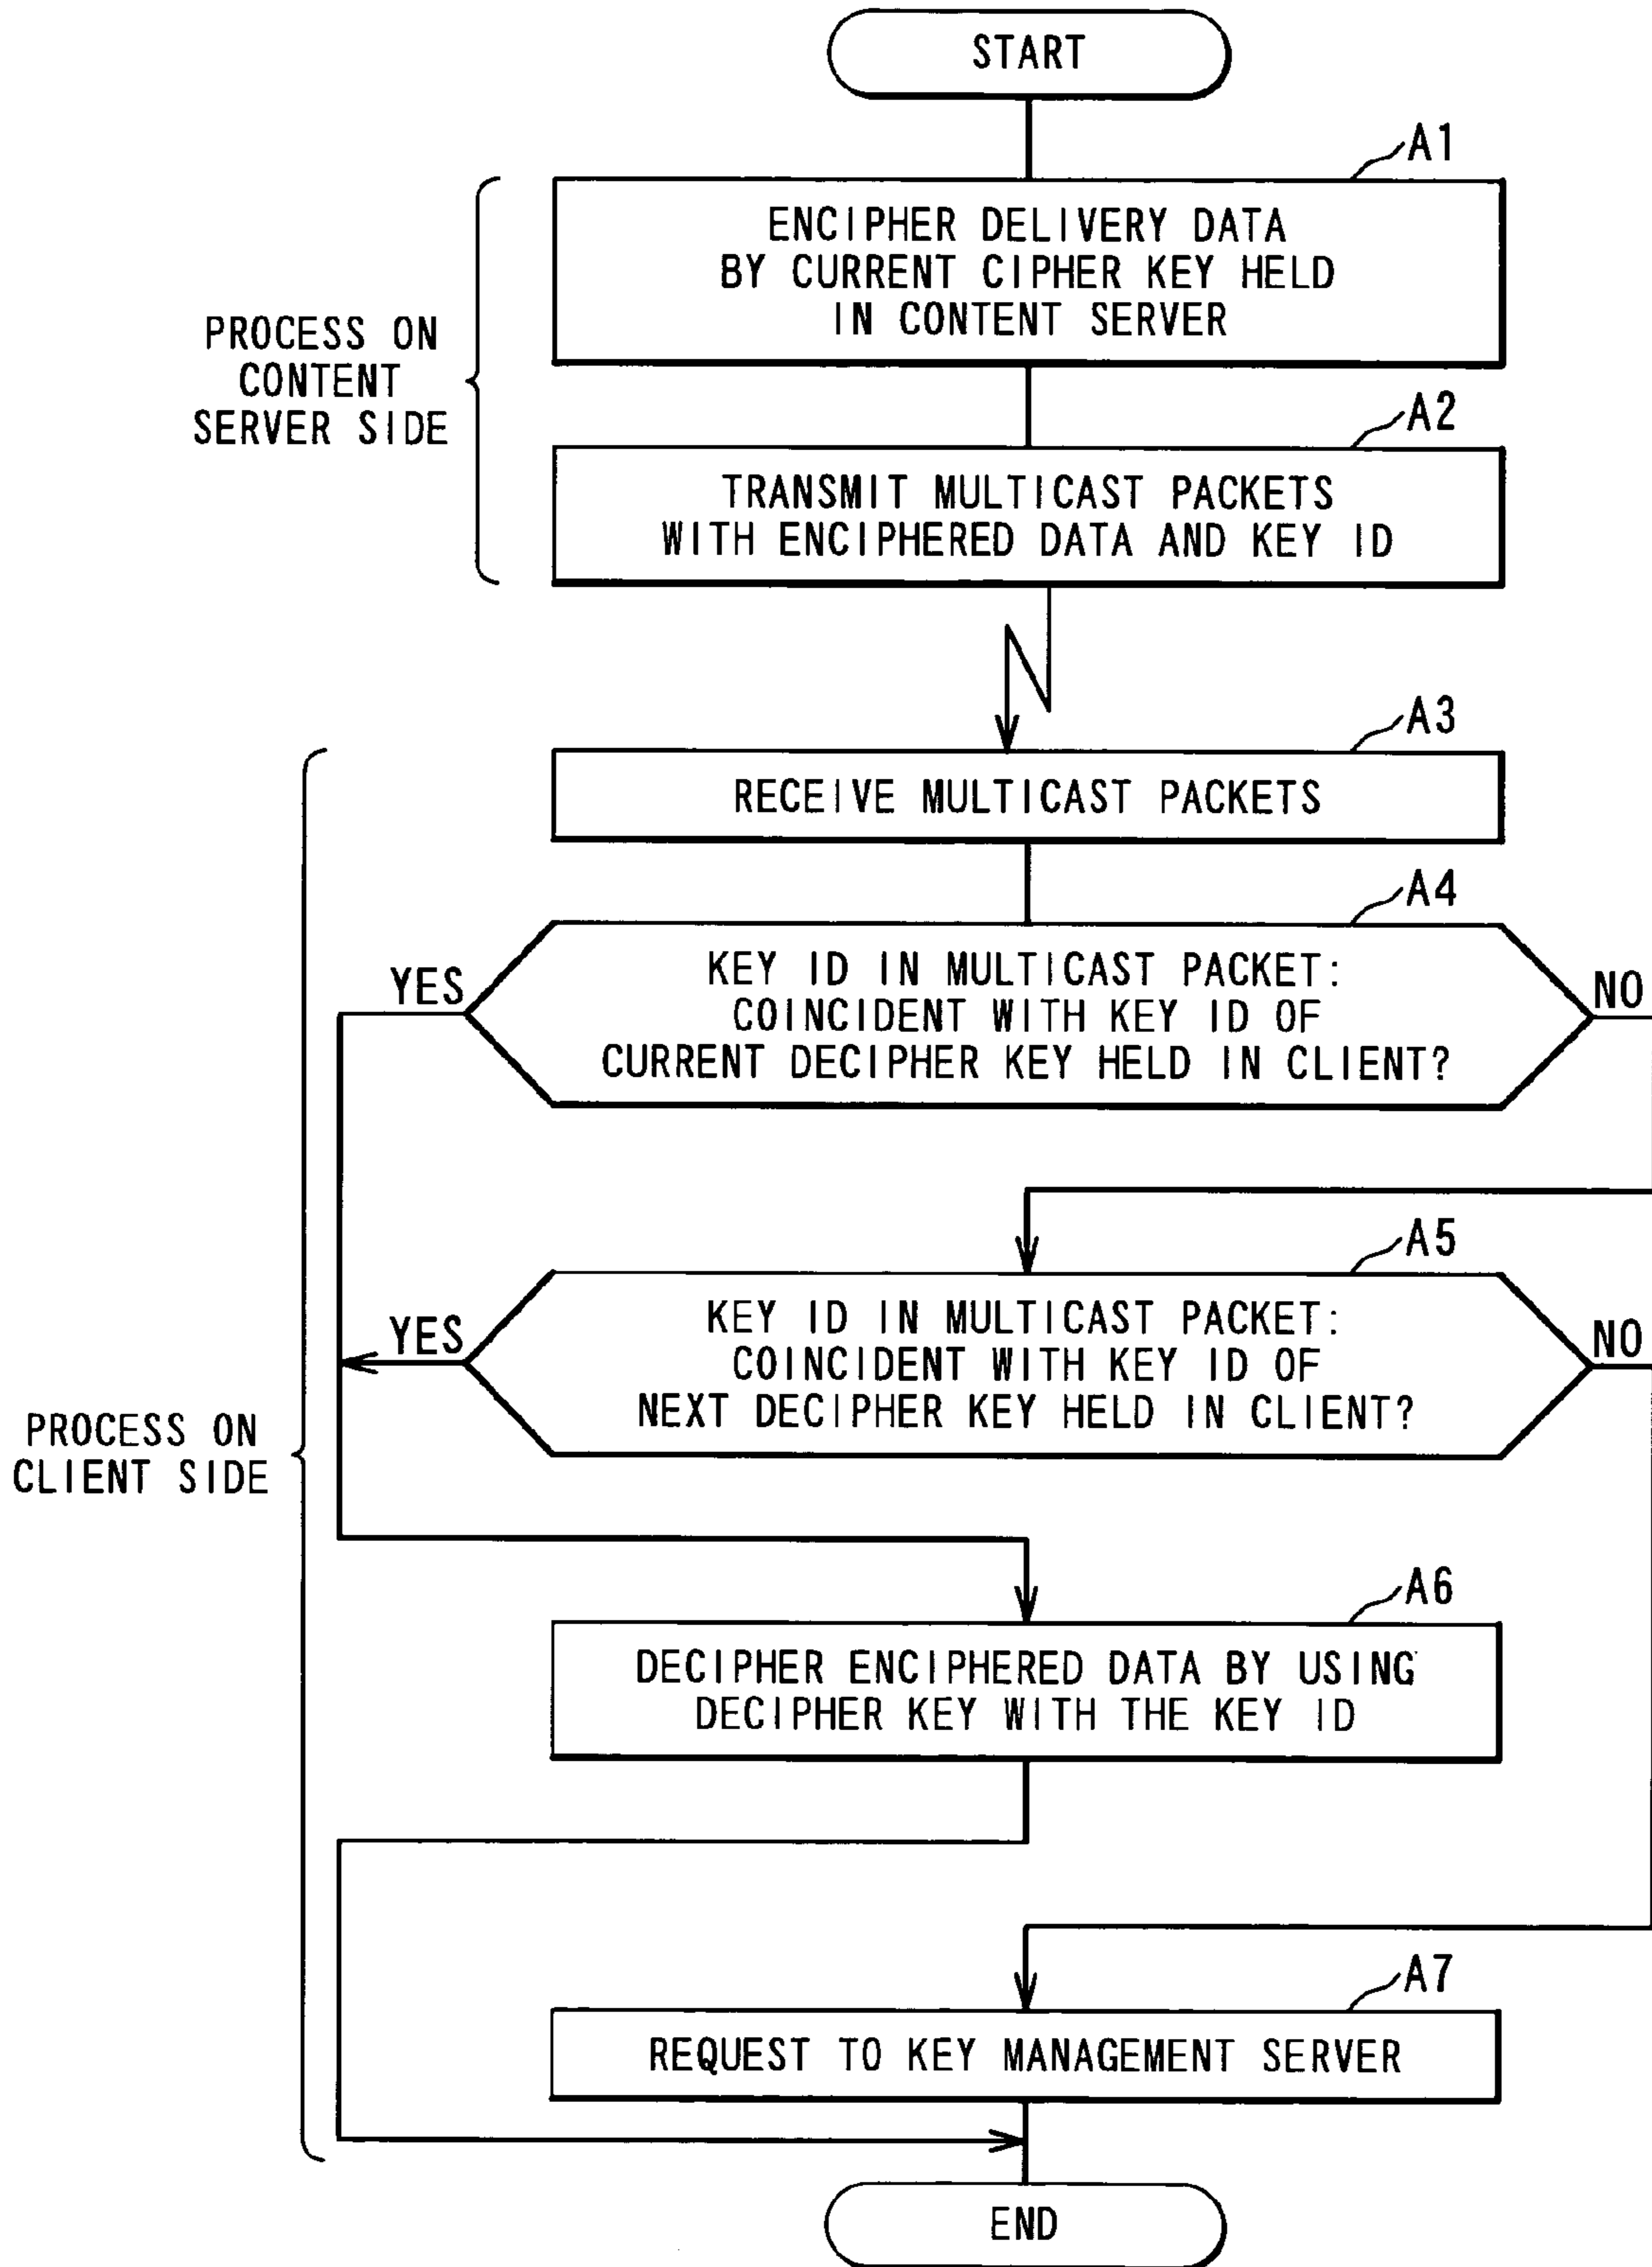 START
A1
ENCIPHER DELIVERY DATA
BY CURRENT CIPHER KEY HELD
IN CONTENT SERVER
PROCESS ON
CONTENT
SERVER SIDE
A2
TRANSMIT MULTICAST PACKETS
WITH ENCIPHERED DATA AND KEY ID
A3
RECEIVE MULTICAST PACKETS
A4
KEY ID IN MULTICAST PACKET:
COINCIDENT WITH KEY ID OF
CURRENT DECIPHER KEY HELD IN CLIENT?
YES
NO
A5
KEY ID IN MULTICAST PACKET:
COINCIDENT WITH KEY ID OF
NEXT DECIPHER KEY HELD IN CLIENT?
YES
NO
PROCESS ON
CLIENT SIDE
A6
DECIPHER ENCIPHERED DATA BY USING
DECIPHER KEY WITH THE KEY ID
A7
REQUEST TO KEY MANAGEMENT SERVER
END